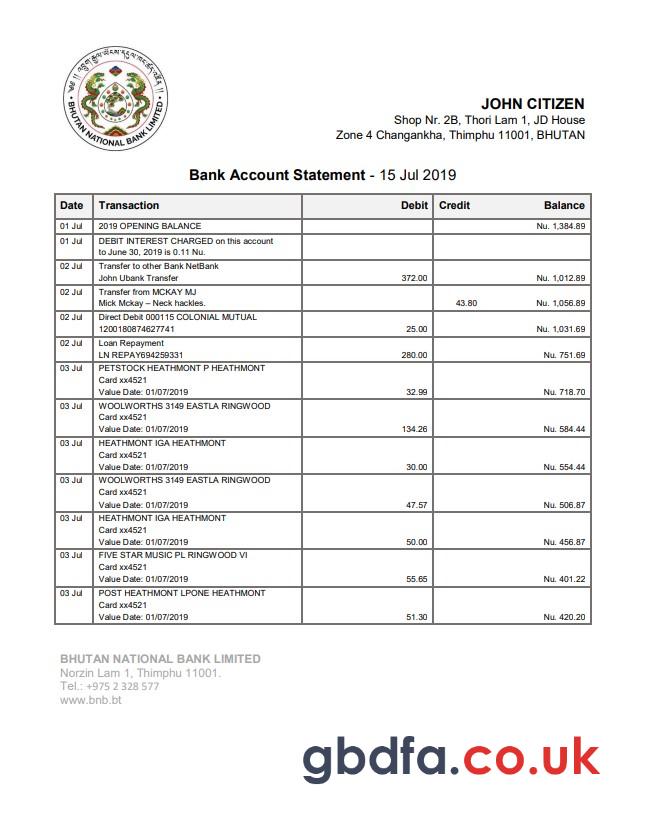 BHUTAN NATIONAL BANK LIMITED
JOHN CITIZEN
Shop Nr. 2B, Thori Lam 1, JD House
Zone 4 Changankha, Thimphu 11001, BHUTAN
Bank Account Statement - 15 Jul 2019
Date Transaction Debit Credit Balance
01 Jul 2019 OPENING BALANCE Nu. 1,384.89
01 Jul DEBIT INTEREST CHARGED on this account
to June 30, 2019 is 0.11 Nu.
02 Jul Transfer to other Bank NetBank
John Ubank Transfer 372.00 Nu. 1,012.89
02 Jul Transfer from MCKAY MJ
Mick Mckay – Neck hackles. 43.80 Nu. 1,056.89
02 Jul Direct Debit 000115 COLONIAL MUTUAL
1200180874627741 25.00 Nu. 1,031.69
02 Jul Loan Repayment
LN REPAY694259331 280.00 Nu. 751.69
03 Jul PETSTOCK HEATHMONT P HEATHMONT
Card xx4521
Value Date: 01/07/2019 32.99 Nu. 718.70
03 Jul WOOLWORTHS 3149 EASTLA RINGWOOD
Card xx4521
Value Date: 01/07/2019 134.26 Nu. 584.44
03 Jul HEATHMONT IGA HEATHMONT
Card xx4521
Value Date: 01/07/2019 30.00 Nu. 554.44
03 Jul WOOLWORTHS 3149 EASTLA RINGWOOD
Card xx4521
Value Date: 01/07/2019 47.57 Nu. 506.87
03 Jul HEATHMONT IGA HEATHMONT
Card xx4521
Value Date: 01/07/2019 50.00 Nu. 456.87
03 Jul FIVE STAR MUSIC PL RINGWOOD VI
Card xx4521
Value Date: 01/07/2019 55.65 Nu. 401.22
03 Jul POST HEATHMONT LPONE HEATHMONT
Card xx4521
Value Date: 01/07/2019 51.30 Nu. 420.20
BHUTAN NATIONAL BANK LIMITED
Norzin Lam 1, Thimphu 11001.
Tel.: +975 2 328 577
www.bnb.bt
gbdfa.co.uk